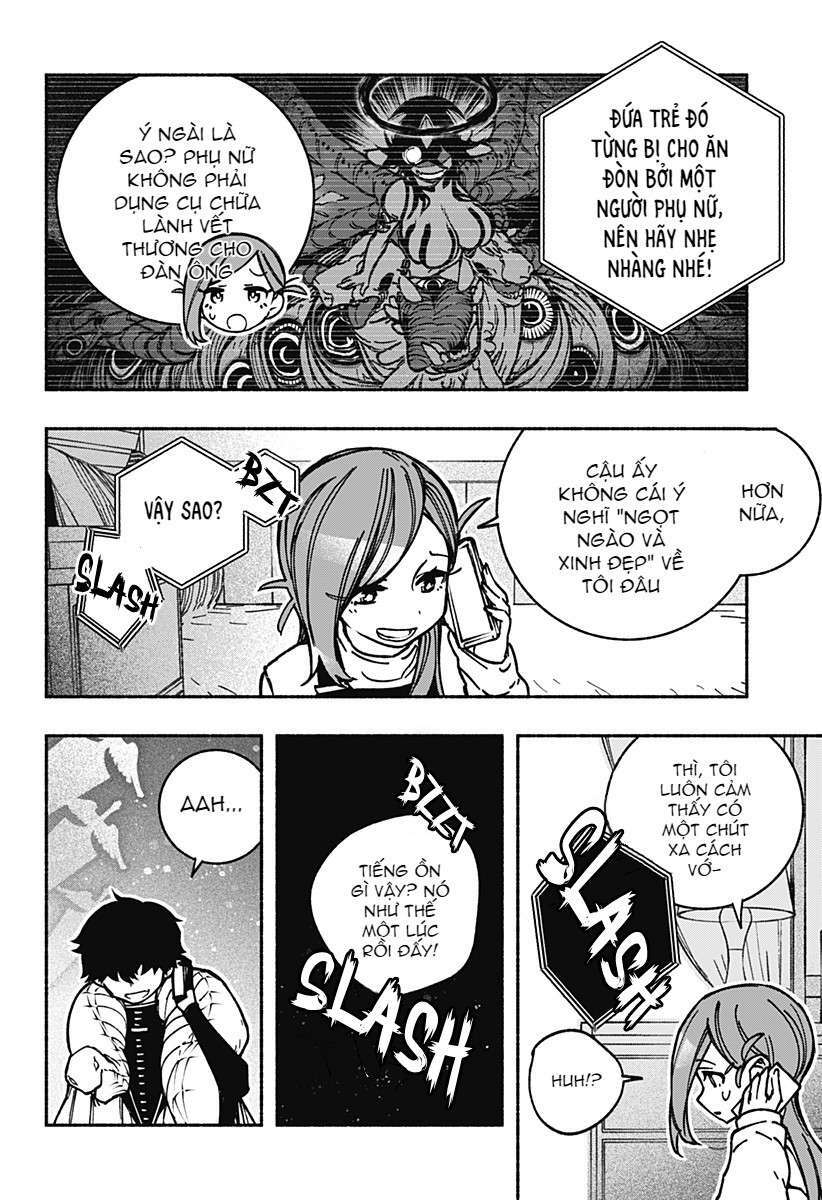 ĐỨA TRẺ ĐÓ
TỪNG BỊ CHO ĂN
ĐÒN BỞI MỘT
NGƯỜI PHỤ NỮ,
NÊN HÃY NHẸ
NHÀNG NHÉ!
Ý NGÀI LÀ
SAO? PHỤ NỮ
KHÔNG PHẢI
DỤNG CỤ CHỮA
LÀNH VẾT
THƯƠNG CHO
ĐÀN ÔNG
HƠN
NỮA,
CẬU ẤY
KHÔNG CÁI Ý
NGHĨ "NGỌT
NGÀO VÀ
XINH ĐẸP" VỀ
TÔI ĐÂU
BZT
VẬY SAO?
SLASH
THÌ, TÔI
LUÔN CẢM
THẤY CÓ
MỘT CHÚT
XA CÁCH
VỚ-
SLASH
HUH!?
BZZT
TIẾNG ỒN
GÌ VẬY? NÓ
NHƯ THẾ
MỘT LÚC
RỒI ĐẤY!
SLASH
AAH...